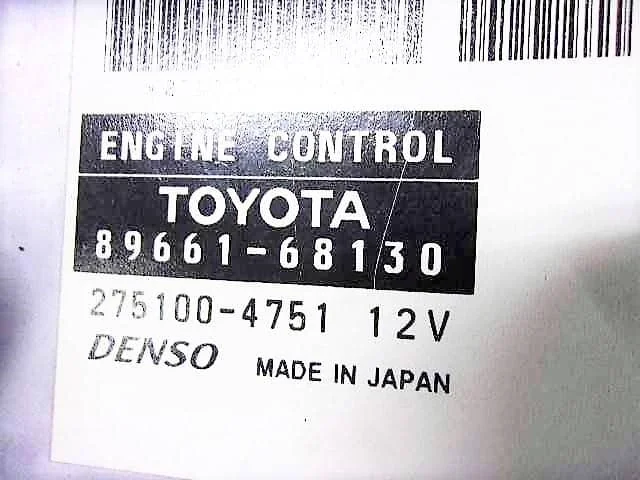 ENGINE CONTROL
TOYOTA
89661-68130
275100-4751 12V
DENSO MADE IN JAPAN